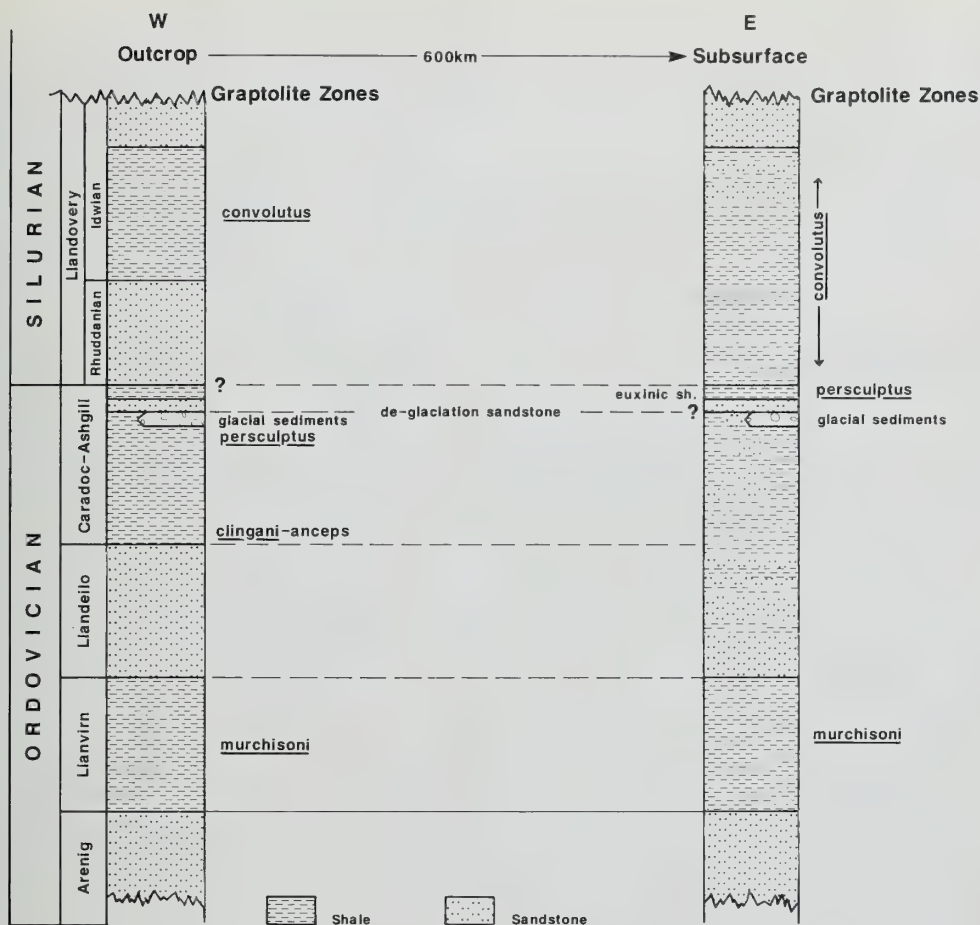 W
E
Outcrop
600km
Subsurface
Graptolite Zones
Graptolite Zones
SILURIAN
Llandovery
Idwian
Rhuddanian
convolutus
convolutus
?
euxinic sh.
persculptus
de-glaciation sandstone
?
glacial sediments
glacial sediments
persculptus
ORDOVICIAN
Caradoc-Ashgill
clingani-anceps
Llandeilo
Llanvirn
murchisoni
murchisoni
Arenig
Shale
Sandstone